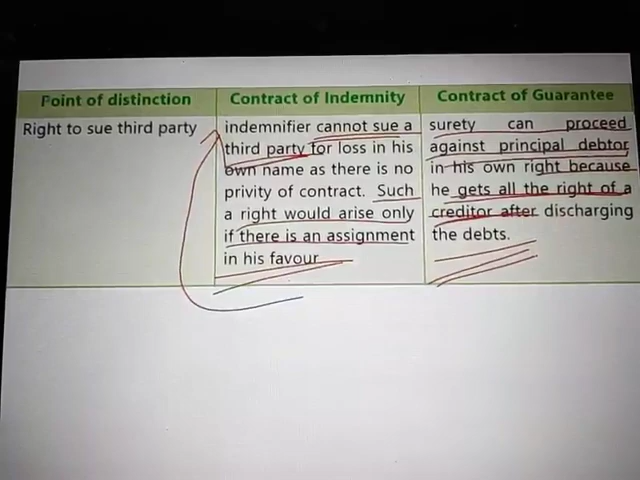 Point of distinction Contract of Indemnity Contract of Guarantee
Right to sue third party
indemnifier cannot sue a
third party for loss in his
own name as there is no
privity of contract. Such
a right would arise only
if there is an assignment
in his favour
surety can proceed
against principal debtor
in his own right because
he gets all the right of a
creditor after discharging
the debts.